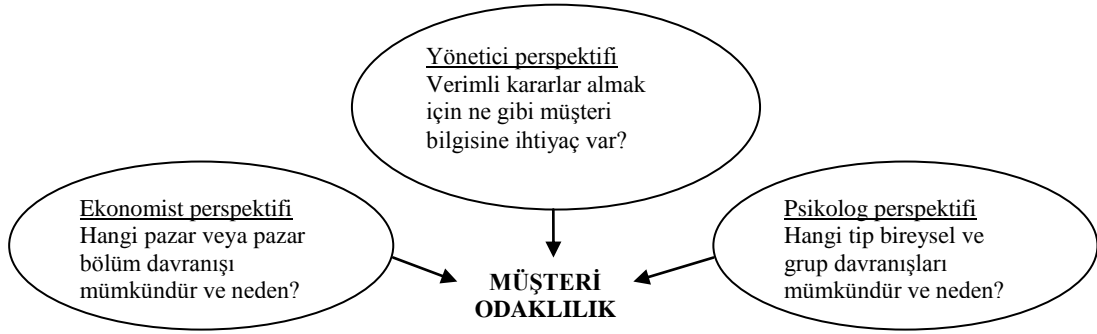 Yönetici perspektifi
Verimli kararlar almak
için ne gibi müşteri
bilgisine ihtiyaç var?
Ekonomist perspektifi
Hangi pazar veya pazar
bölüm davranışı
mümkündür ve neden?
Psikolog perspektifi
Hangi tip bireysel ve
grup davranışları
mümkündür ve neden?
MÜŞTERİ
ODAKLILIK